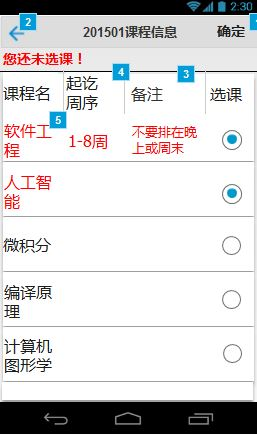 2:30
2
201501课程信息
确定
您还未选课！
4
3
课程名
起讫
周序
备注
选课
5
软件工
程
1-8周
不要排在晚
上或周末
人工智
能
微积分
编译原
理
计算机
图形学